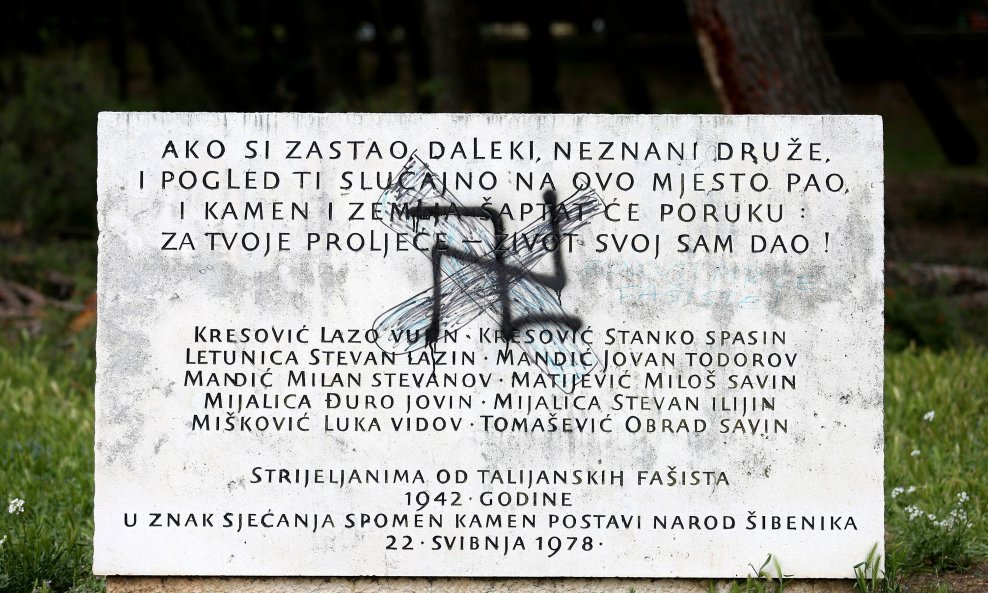 AKO SI ZASTAO, DALEKI, NEZNANI DRUŽE,
I POGLED TI SLUČAJNO NA OVO MJESTO PAO,
I KAMEN I ZEMLJA ŠAPTAT ĆE PORUKU :
ZA TVOJE PROLJEĆE – ŽIVOT SVOJ SAM DAO !
KRESOVIĆ LAZO VUJIN · KRESOVIĆ STANKO SPASIN
LETUNICA STEVAN LAZIN · MANDIĆ JOVAN TODOROV
MANDIĆ MILAN STEVANOV · MATIJEVIĆ MILOŠ SAVIN
MIJALICA ĐURO JOVIN · MIJALICA STEVAN ILIJIN
MIŠKOVIĆ LUKA VIDOV · TOMAŠEVIĆ OBRAD SAVIN
STRIJELJANIMA OD TALIJANSKIH FAŠISTA
1942 · GODINE
U ZNAK SJEĆANJA SPOMEN KAMEN POSTAVI NAROD ŠIBENIKA
22 · SVIBNJA 1978 ·